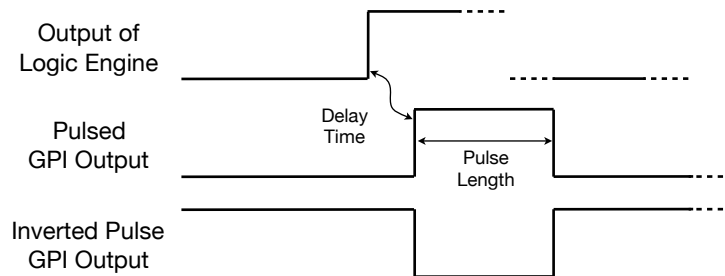 Output of
Logic Engine
Delay
Time
Pulsed
GPI Output
Pulse
Length
Inverted Pulse
GPI Output